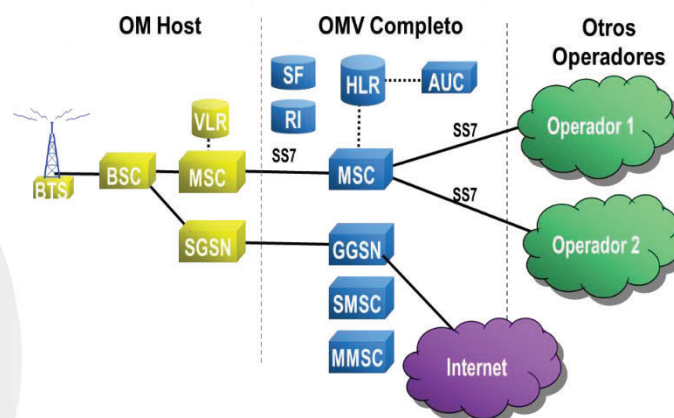 OM Host
OMV Completo
Otros
Operadores
SF
HLR
AUC
VLR
RI
SS7
Operador 1
BTS
BSC
MSC
SS7
MSC
SS7
Operador 2
SGSN
GGSN
SMSC
MMSC
Internet